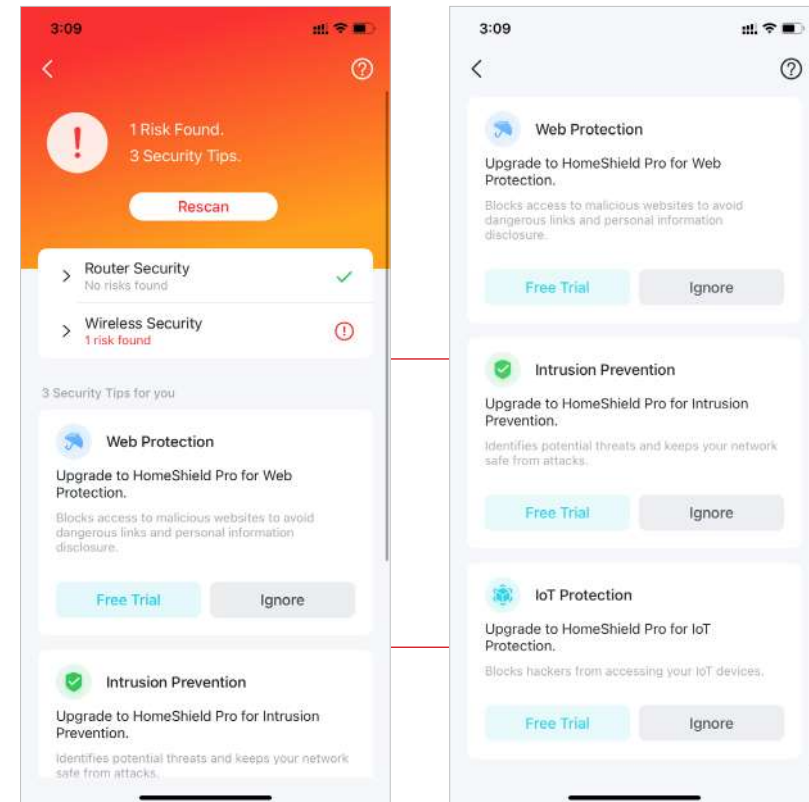 3:09
1 Risk Found.
3 Security Tips.
Rescan
Router Security
No risks found
Wireless Security
1 risk found
3 Security Tips for you
Web Protection
Upgrade to HomeShield Pro for Web
Protection.
Blocks access to malicious websites to avoid
dangerous links and personal information
disclosure.
Free Trial
Ignore
Intrusion Prevention
Upgrade to HomeShield Pro for Intrusion
Prevention.
Identifies potential threats and keeps your network
safe from attacks.
3:09
Web Protection
Upgrade to HomeShield Pro for Web
Protection.
Blocks access to malicious websites to avoid
dangerous links and personal information
disclosure.
Free Trial
Ignore
Intrusion Prevention
Upgrade to HomeShield Pro for Intrusion
Prevention.
Identifies potential threats and keeps your network
safe from attacks.
Free Trial
Ignore
IoT Protection
Upgrade to HomeShield Pro for IoT
Protection.
Blocks hackers from accessing your IoT devices.
Free Trial
Ignore